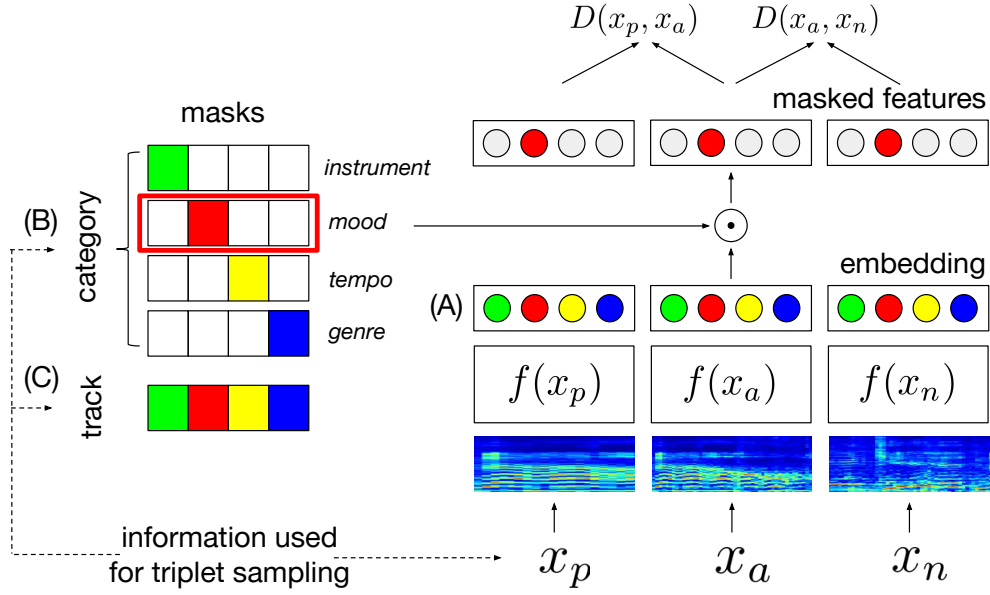 D(x_p, x_a) D(x_a, x_n)
masks
masked features
instrument
(B)
category
mood
tempo
embedding
(A)
genre
(C)
track
f(x_p) f(x_a) f(x_n)
information used
for triplet sampling
x_p x_a x_n